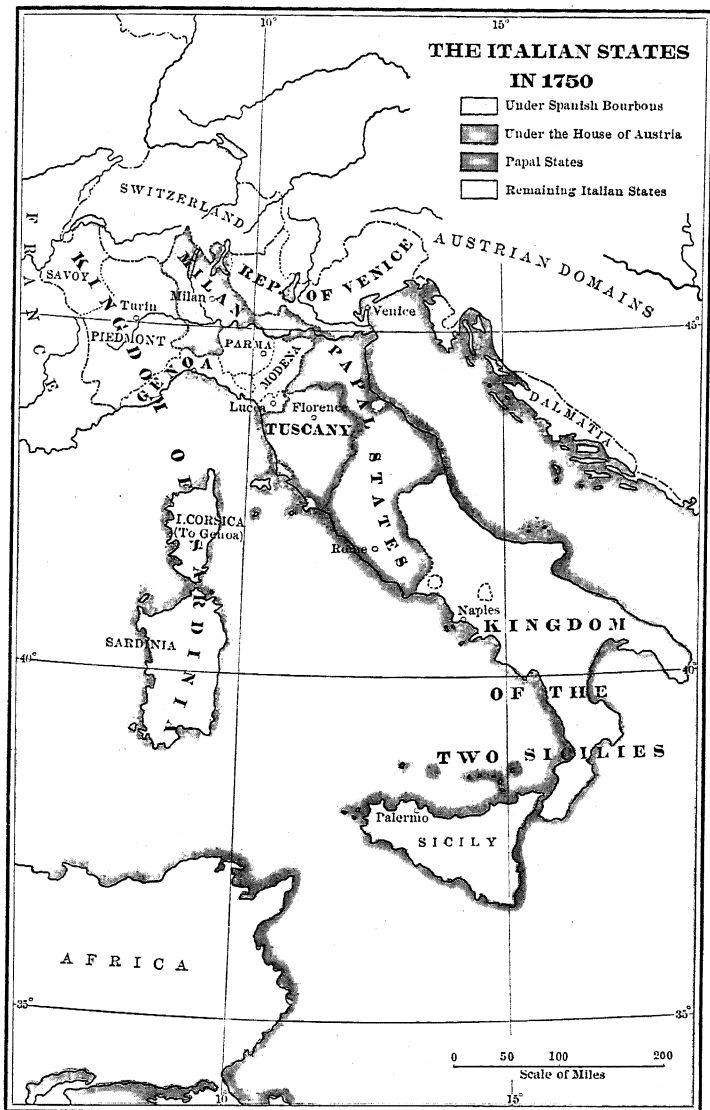 10°
15°
THE ITALIAN STATES
IN 1750
Under Spanish Bourbons
Under the House of Austria
Papal States
Remaining Italian States
SWITZERLAND
FRANCE
AUSTRIAN DOMAINS
SAVOY
KINGDOM OF SARDINIA
MILAN
Milan
REP. OF VENICE
Venice
Turin
45°
45°
PIEDMONT
PARMA
MODENA
GENOA
PAPAL STATES
DALMATIA
Lucca
Florence
TUSCANY
I.CORSICA
(To Genoa)
Rome
Naples
KINGDOM
OF THE
TWO SICILIES
SARDINIA
40°
40°
Palermo
SICILY
AFRICA
35°
35°
0 50 100 200
Scale of Miles
10°
15°